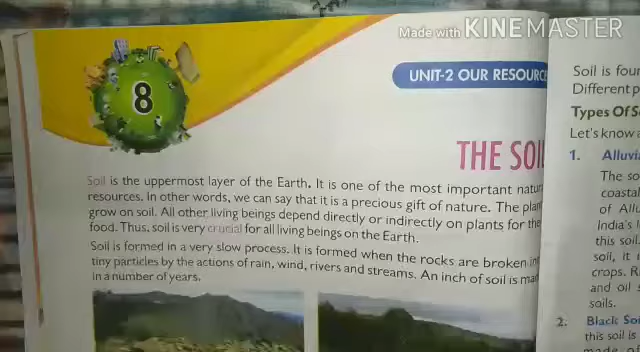 Made with KINEMASTER
8
UNIT-2 OUR RESOURC
THE SOI
Soil is the uppermost layer of the Earth. It is one of the most important natur
resources. In other words, we can say that it is a precious gift of nature. The plan
grow on soil. All other living beings depend directly or indirectly on plants for the
food. Thus, soil is very crucial for all living beings on the Earth.
Soil is formed in a very slow process. It is formed when the rocks are broken in
tiny particles by the actions of rain, wind, rivers and streams. An inch of soil is mad
in a number of years.
Soil is four
Different p
Types Of S
Let's know a
1. Alluvia
The so
coastal
of Allu
India's l
this soil
soil, it i
crops. Ri
and oil s
soils.
2. Black Soi
this soil is
made of